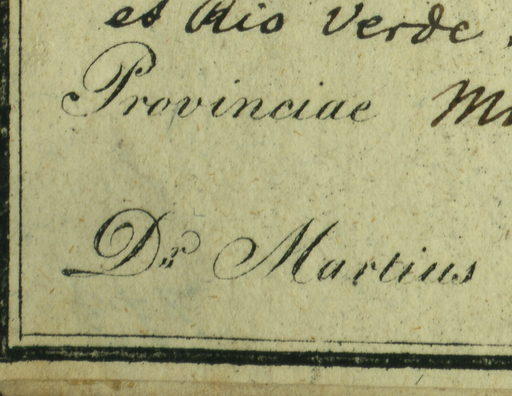 et Rio Verde
Provinciae
Dr Martius